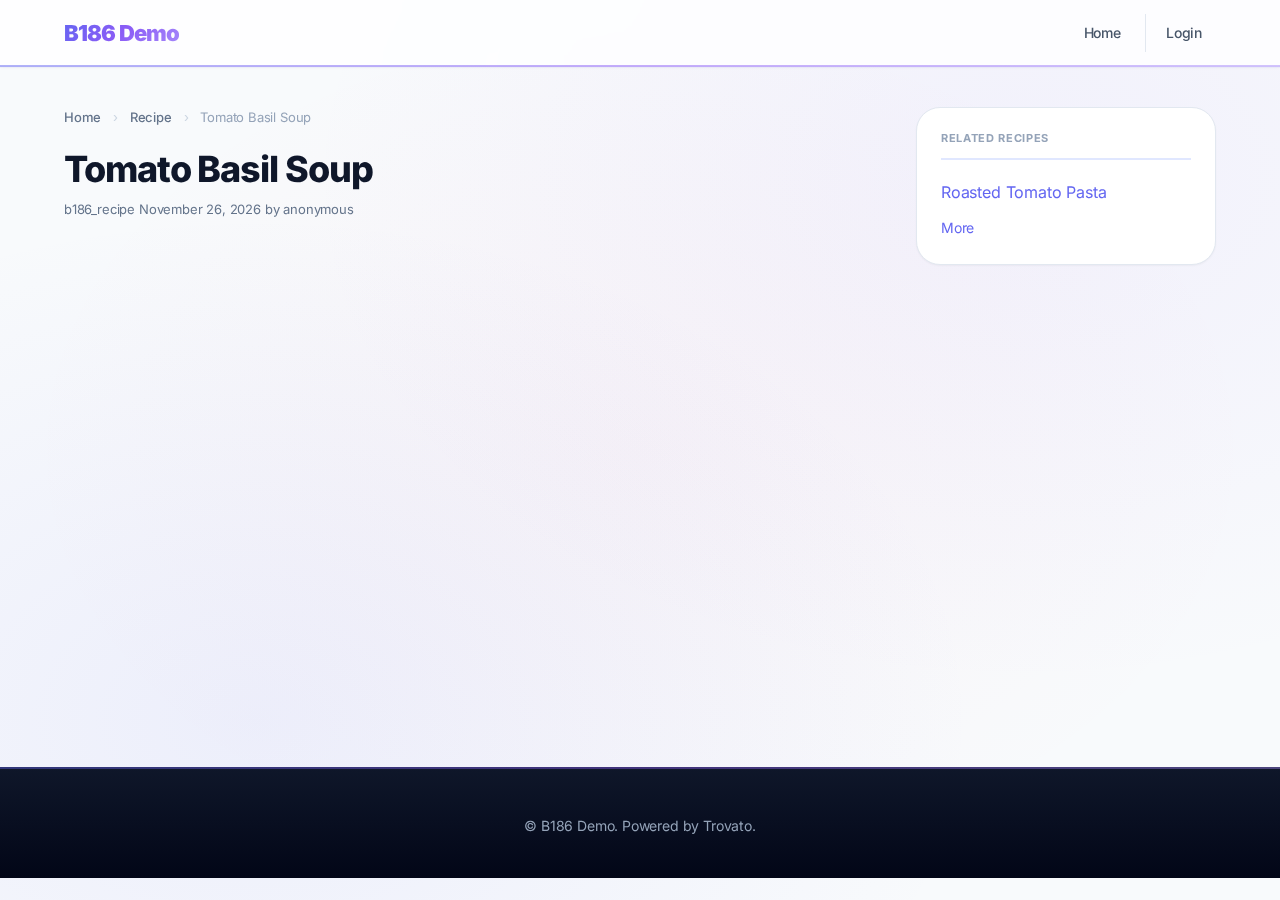 B186 Demo
Home
Login
Home › Recipe › Tomato Basil Soup
Tomato Basil Soup
b186_recipe November 26, 2026 by anonymous
RELATED RECIPES
Roasted Tomato Pasta
More
© B186 Demo. Powered by Trovato.